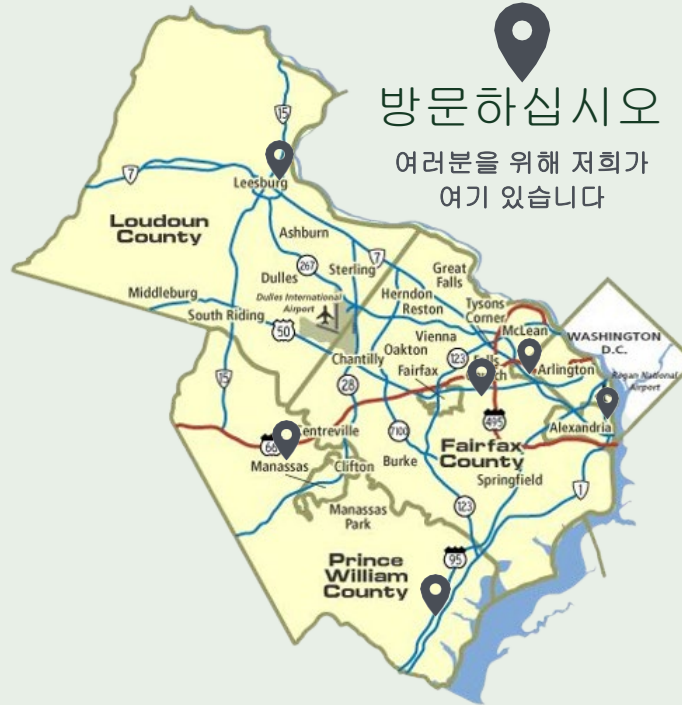 방문하십시오
여러분을 위해 저희가
여기 있습니다
15
7
Leesburg
Loudoun
County
Ashburn
7
267
Sterling
Great
Falls
Dulles
Middleburg
Dulles International
Airport
Herndon
Reston
Tysons
Corner
South Riding
50
McLean
WASHINGTON
D.C.
Vienna
Oakton
Chantilly
123
Falls
Church
Arlington
Fairfax
15
28
495
Alexandria
Centreville
7100
66
Fairfax
County
Manassas
Clifton
Burke
Springfield
1
Manassas
Park
123
95
Prince
William
County